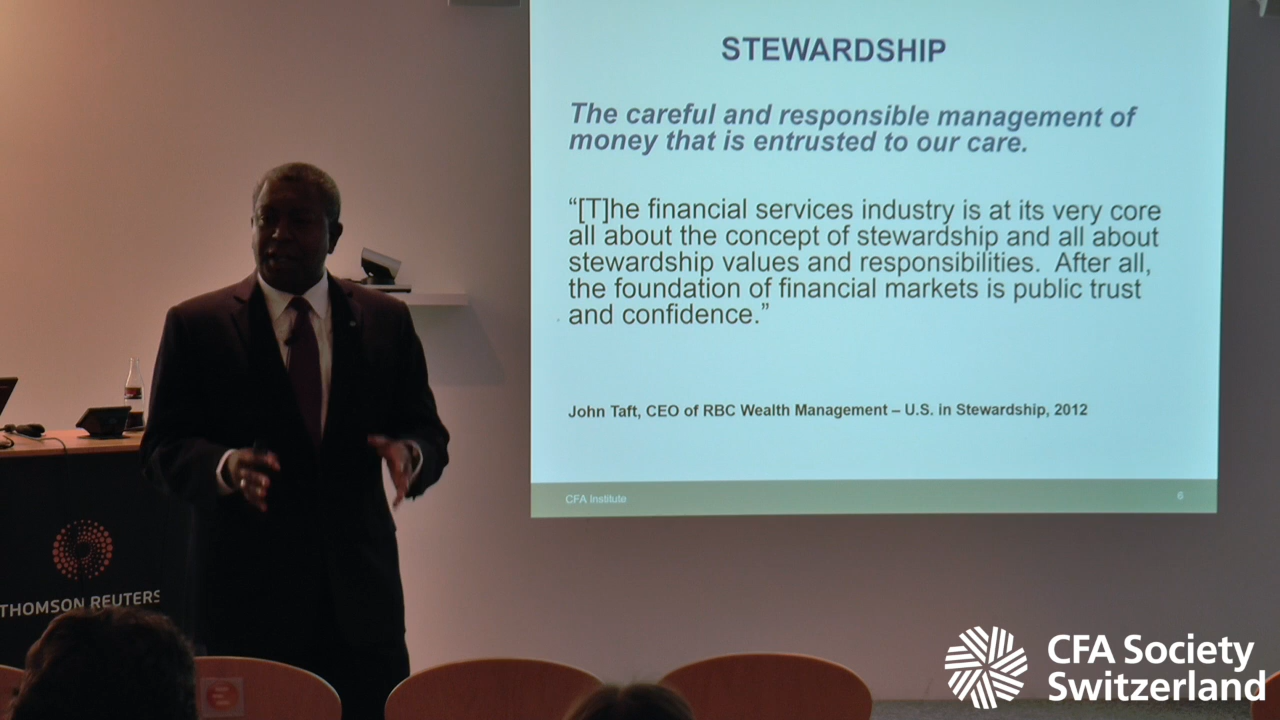 STEWARDSHIP
The careful and responsible management of
money that is entrusted to our care.
“[T]he financial services industry is at its very core
all about the concept of stewardship and all about
stewardship values and responsibilities. After all,
the foundation of financial markets is public trust
and confidence.”
John Taft, CEO of RBC Wealth Management – U.S. in Stewardship, 2012
CFA Institute
6
THOMSON REUTERS
CFA Society
Switzerland